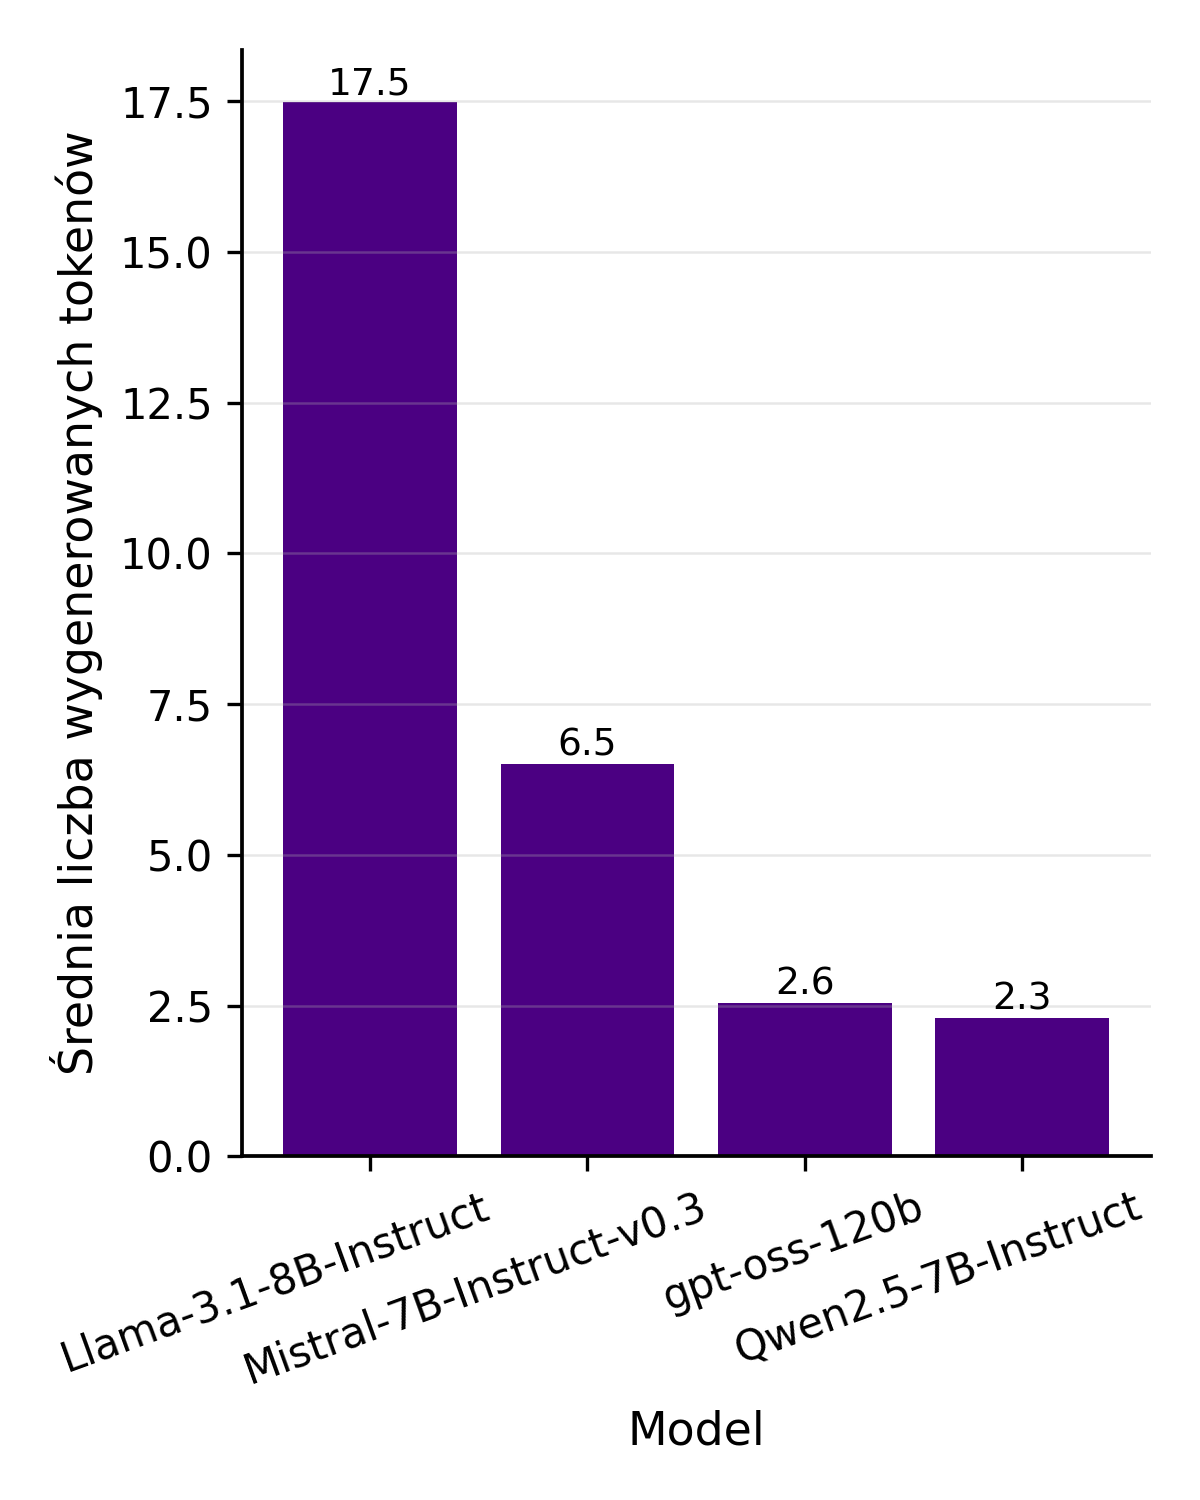 Średnia liczba wygenerowanych tokenów
17.5
15.0
12.5
10.0
7.5
5.0
2.5
0.0
17.5
6.5
2.6
2.3
Llama-3.1-8B-Instruct
Mistral-7B-Instruct-v0.3
gpt-oss-120b
Qwen2.5-7B-Instruct
Model